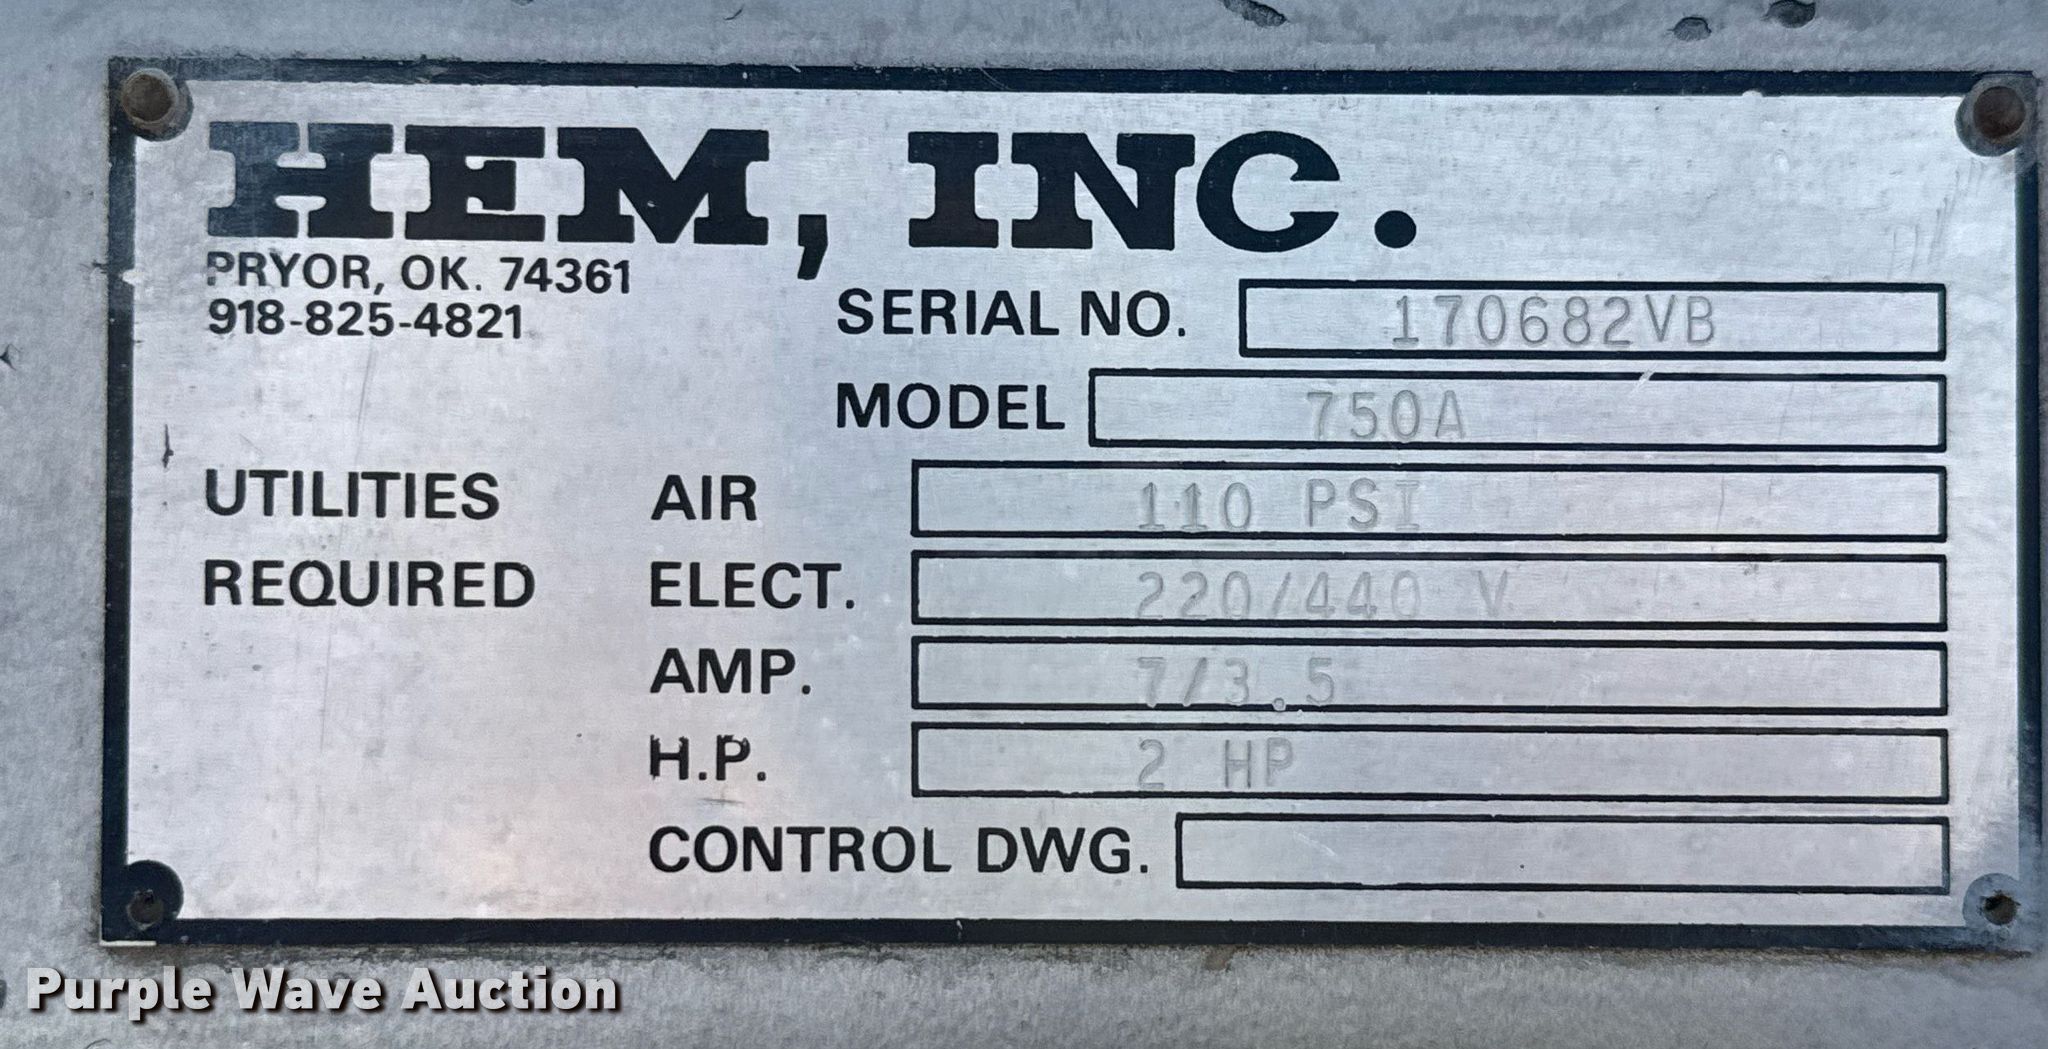 HEM, INC.
PRYOR, OK. 74361
918-825-4821
SERIAL NO. 170682VB
MODEL 750A
UTILITIES AIR 110 PSI
REQUIRED ELECT. 220/440 V
AMP. 7/3.5
H.P. 2 HP
CONTROL DWG.
Purple Wave Auction